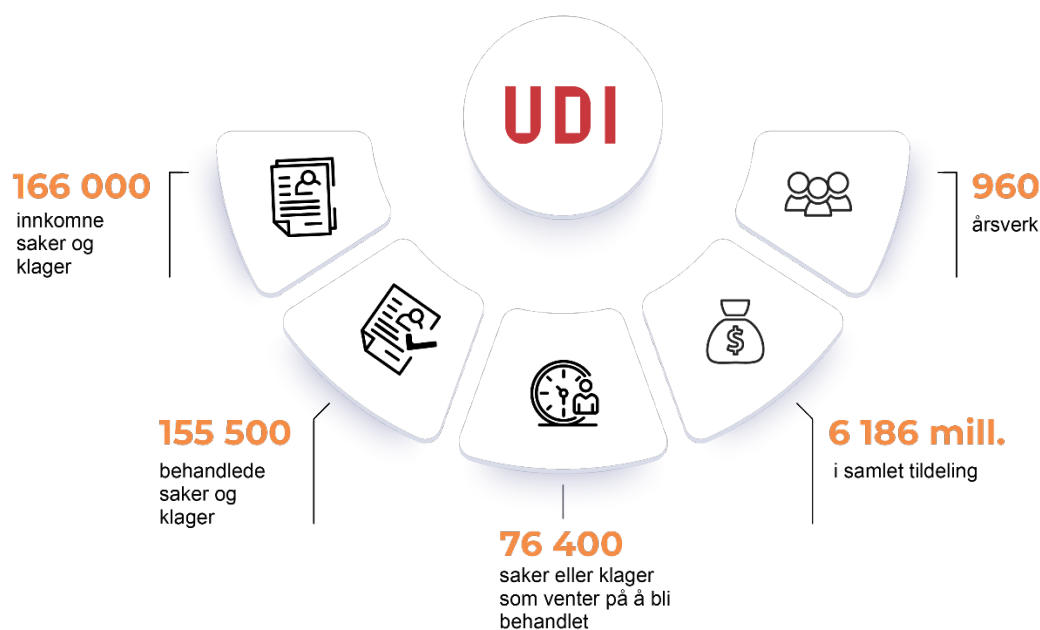 UDI
166 000
innkomne
saker og
klager
155 500
behandlede
saker og
klager
76 400
saker eller klager
som venter på å bli
behandlet
6 186 mill.
i samlet tildeling
960
årsverk
$